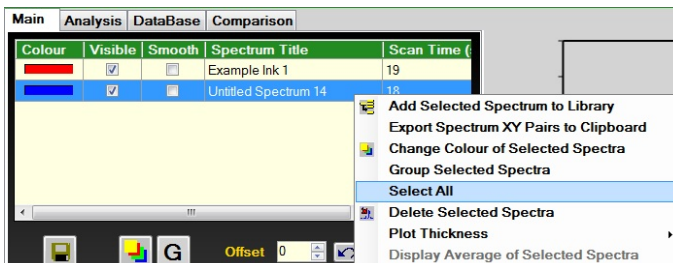 Main Analysis DataBase Comparison
Colour Visible Smooth Spectrum Title Scan Time (
Example Ink 1 19
Untitled Spectrum 14 18
Add Selected Spectrum to Library
Export Spectrum XY Pairs to Clipboard
Change Colour of Selected Spectra
Group Selected Spectra
Select All
Delete Selected Spectra
Plot Thickness
Display Average of Selected Spectra
G Offset 0